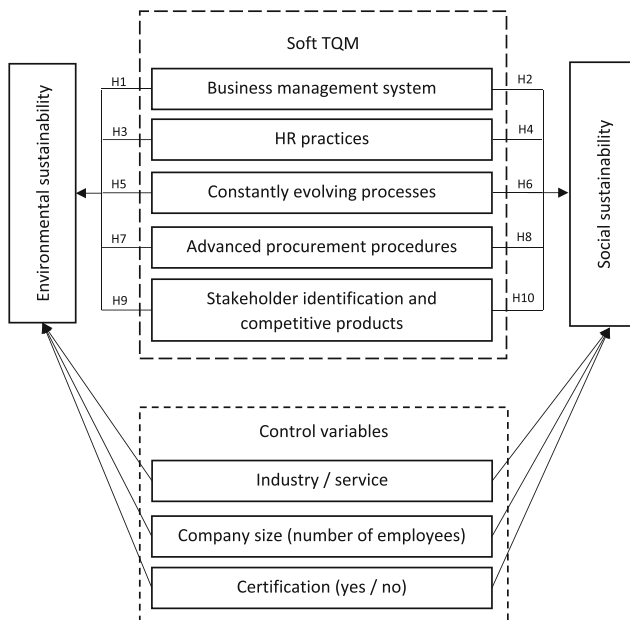 Soft TQM
Environmental sustainability
Social sustainability
H1
Business management system
H2
H3
HR practices
H4
H5
Constantly evolving processes
H6
H7
Advanced procurement procedures
H8
H9
Stakeholder identification and
competitive products
H10
Control variables
Industry / service
Company size (number of employees)
Certification (yes / no)